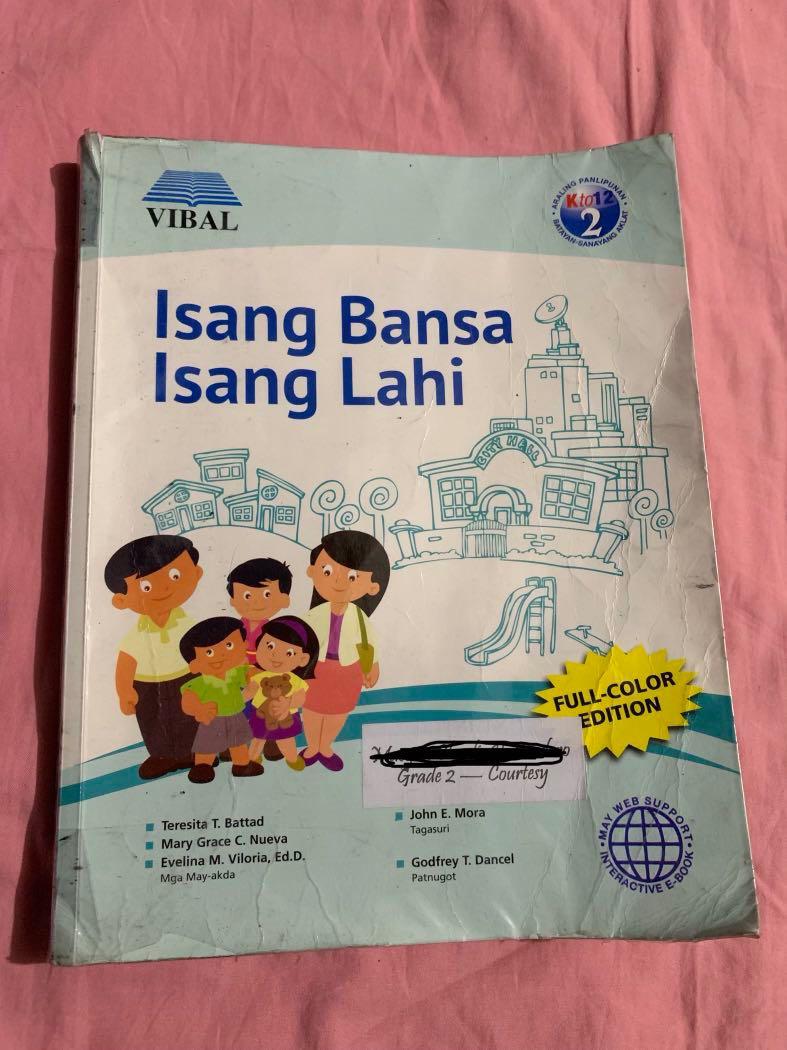 VIBAL
ARALING PANLIPUNAN
K to 12
2
BATAYAN-SANAYANG AKLAT
Isang Bansa
Isang Lahi
CITY HALL
FULL-COLOR
EDITION
Grade 2 — Courtesy
Teresita T. Battad
Mary Grace C. Nueva
Evelina M. Viloria, Ed.D.
Mga May-akda
John E. Mora
Tagasuri
Godfrey T. Dancel
Patnugot
MAY WEB SUPPORT
INTERACTIVE E-BOOK